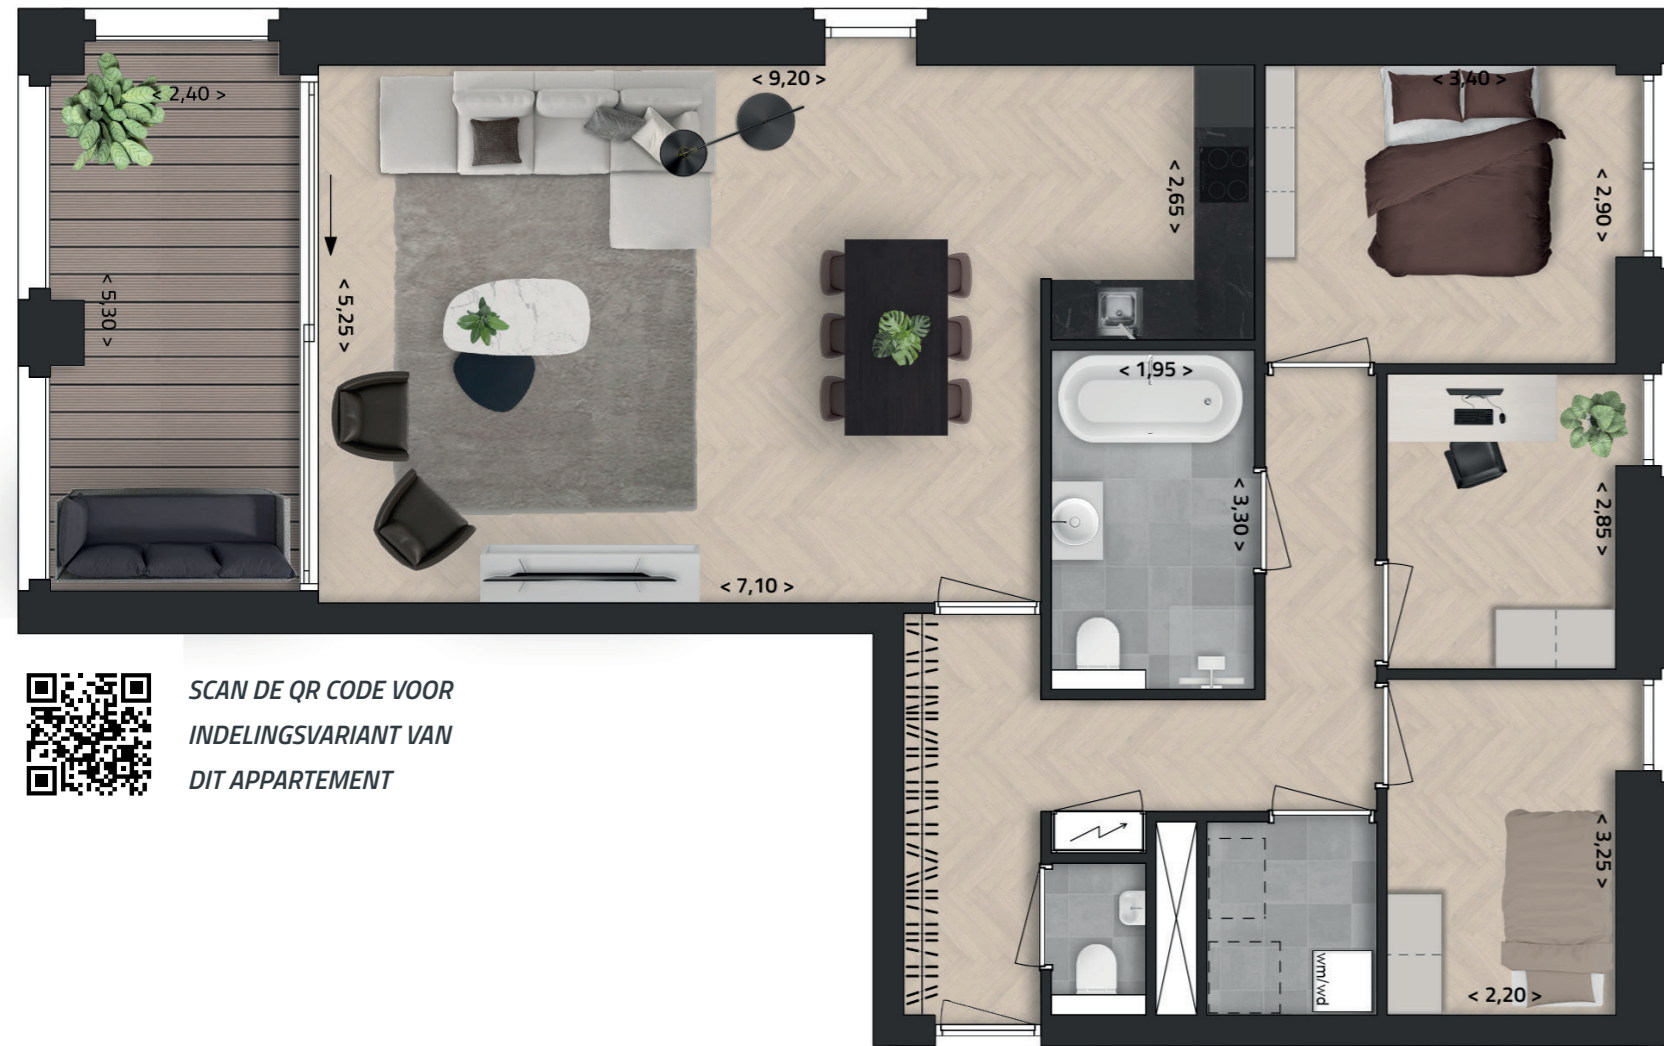 < 9,20 >
< 3,40 >
< 2,40 >
< 2,65 >
< 2,90 >
< 5,30 >
< 5,25 >
< 1,95 >
< 3,30 >
< 2,85 >
< 7,10 >
SCAN DE QR CODE VOOR
INDELINGSVARIANT VAN
DIT APPARTEMENT
< 3,25 >
wm/wd
< 2,20 >